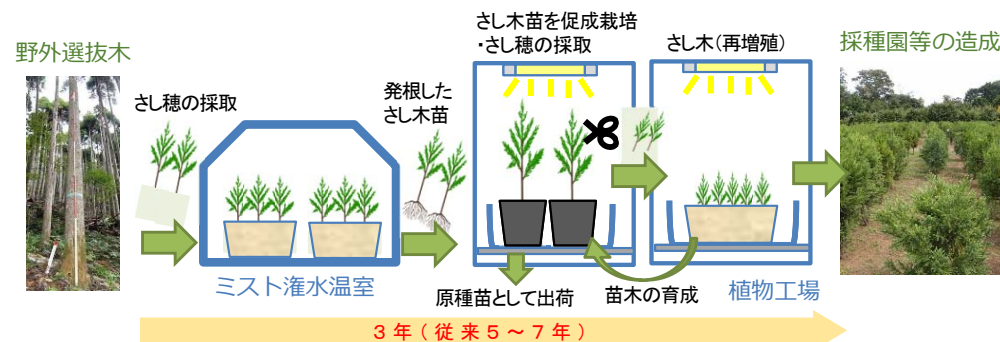 野外選抜木
さし穂の採取
ミスト潅水温室
発根した
さし木苗
さし木苗を促成栽培
・さし穂の採取
原種苗として出荷
さし木(再増殖)
苗木の育成
植物工場
採種園等の造成
3年(従来5~7年)